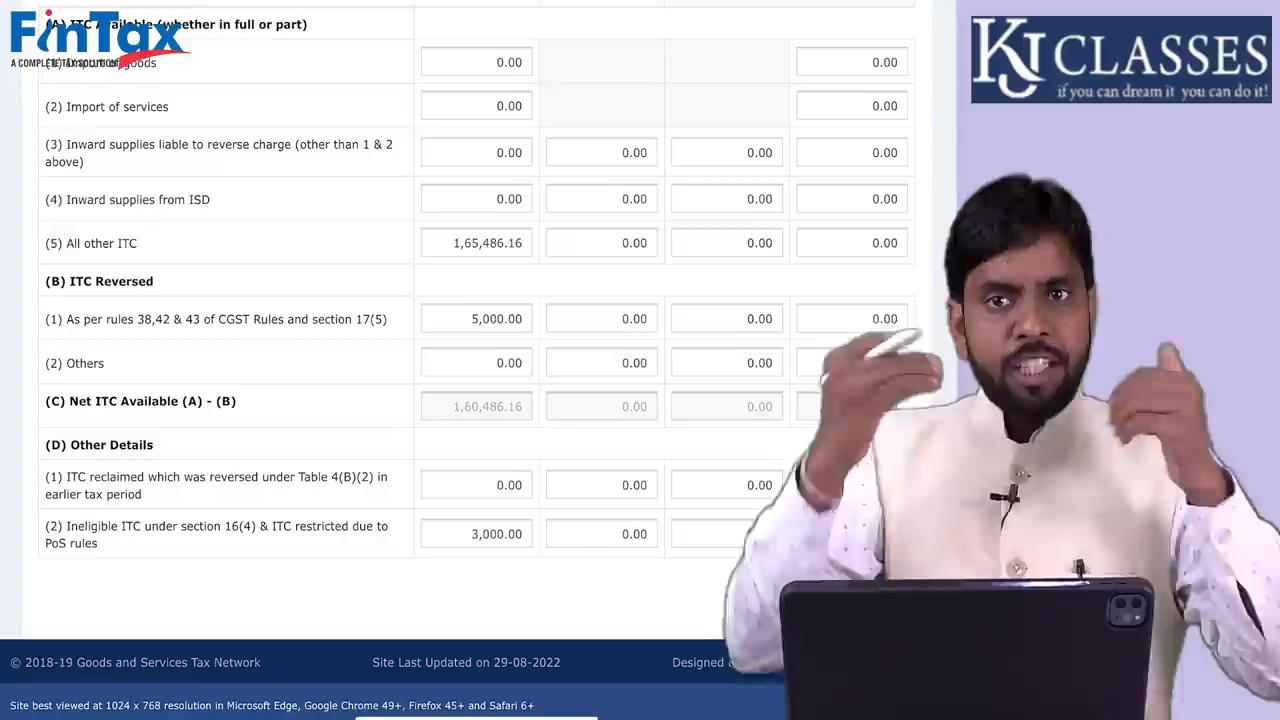 (A) ITC Available (whether in full or part)
FinTax
A COMPLETE TAX SOLUTION
KJ CLASSES
if you can dream it you can do it!
0.00 0.00
(2) Import of services 0.00 0.00
(3) Inward supplies liable to reverse charge (other than 1 & 2
above) 0.00 0.00 0.00 0.00
(4) Inward supplies from ISD 0.00 0.00 0.00 0.00
(5) All other ITC 1,65,486.16 0.00 0.00 0.00
(B) ITC Reversed
(1) As per rules 38,42 & 43 of CGST Rules and section 17(5) 5,000.00 0.00 0.00 0.00
(2) Others 0.00 0.00 0.00
(C) Net ITC Available (A) - (B) 1,60,486.16 0.00 0.00
(D) Other Details
(1) ITC reclaimed which was reversed under Table 4(B)(2) in
earlier tax period 0.00 0.00 0.00
(2) Ineligible ITC under section 16(4) & ITC restricted due to
PoS rules 3,000.00 0.00
© 2018-19 Goods and Services Tax Network Site Last Updated on 29-08-2022 Designed
Site best viewed at 1024 x 768 resolution in Microsoft Edge, Google Chrome 49+, Firefox 45+ and Safari 6+